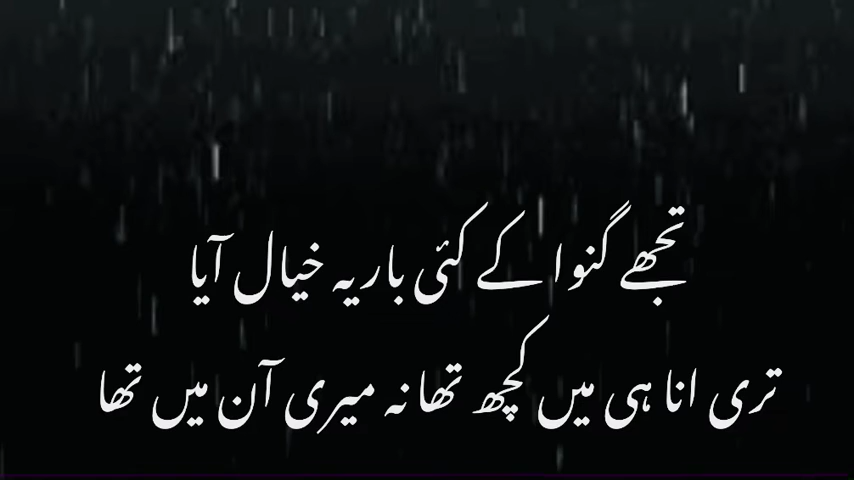 تجھے گنوا کے کئی بار یہ خیال آیا
تری انا ہی میں کچھ تھا نہ میری آن میں تھا